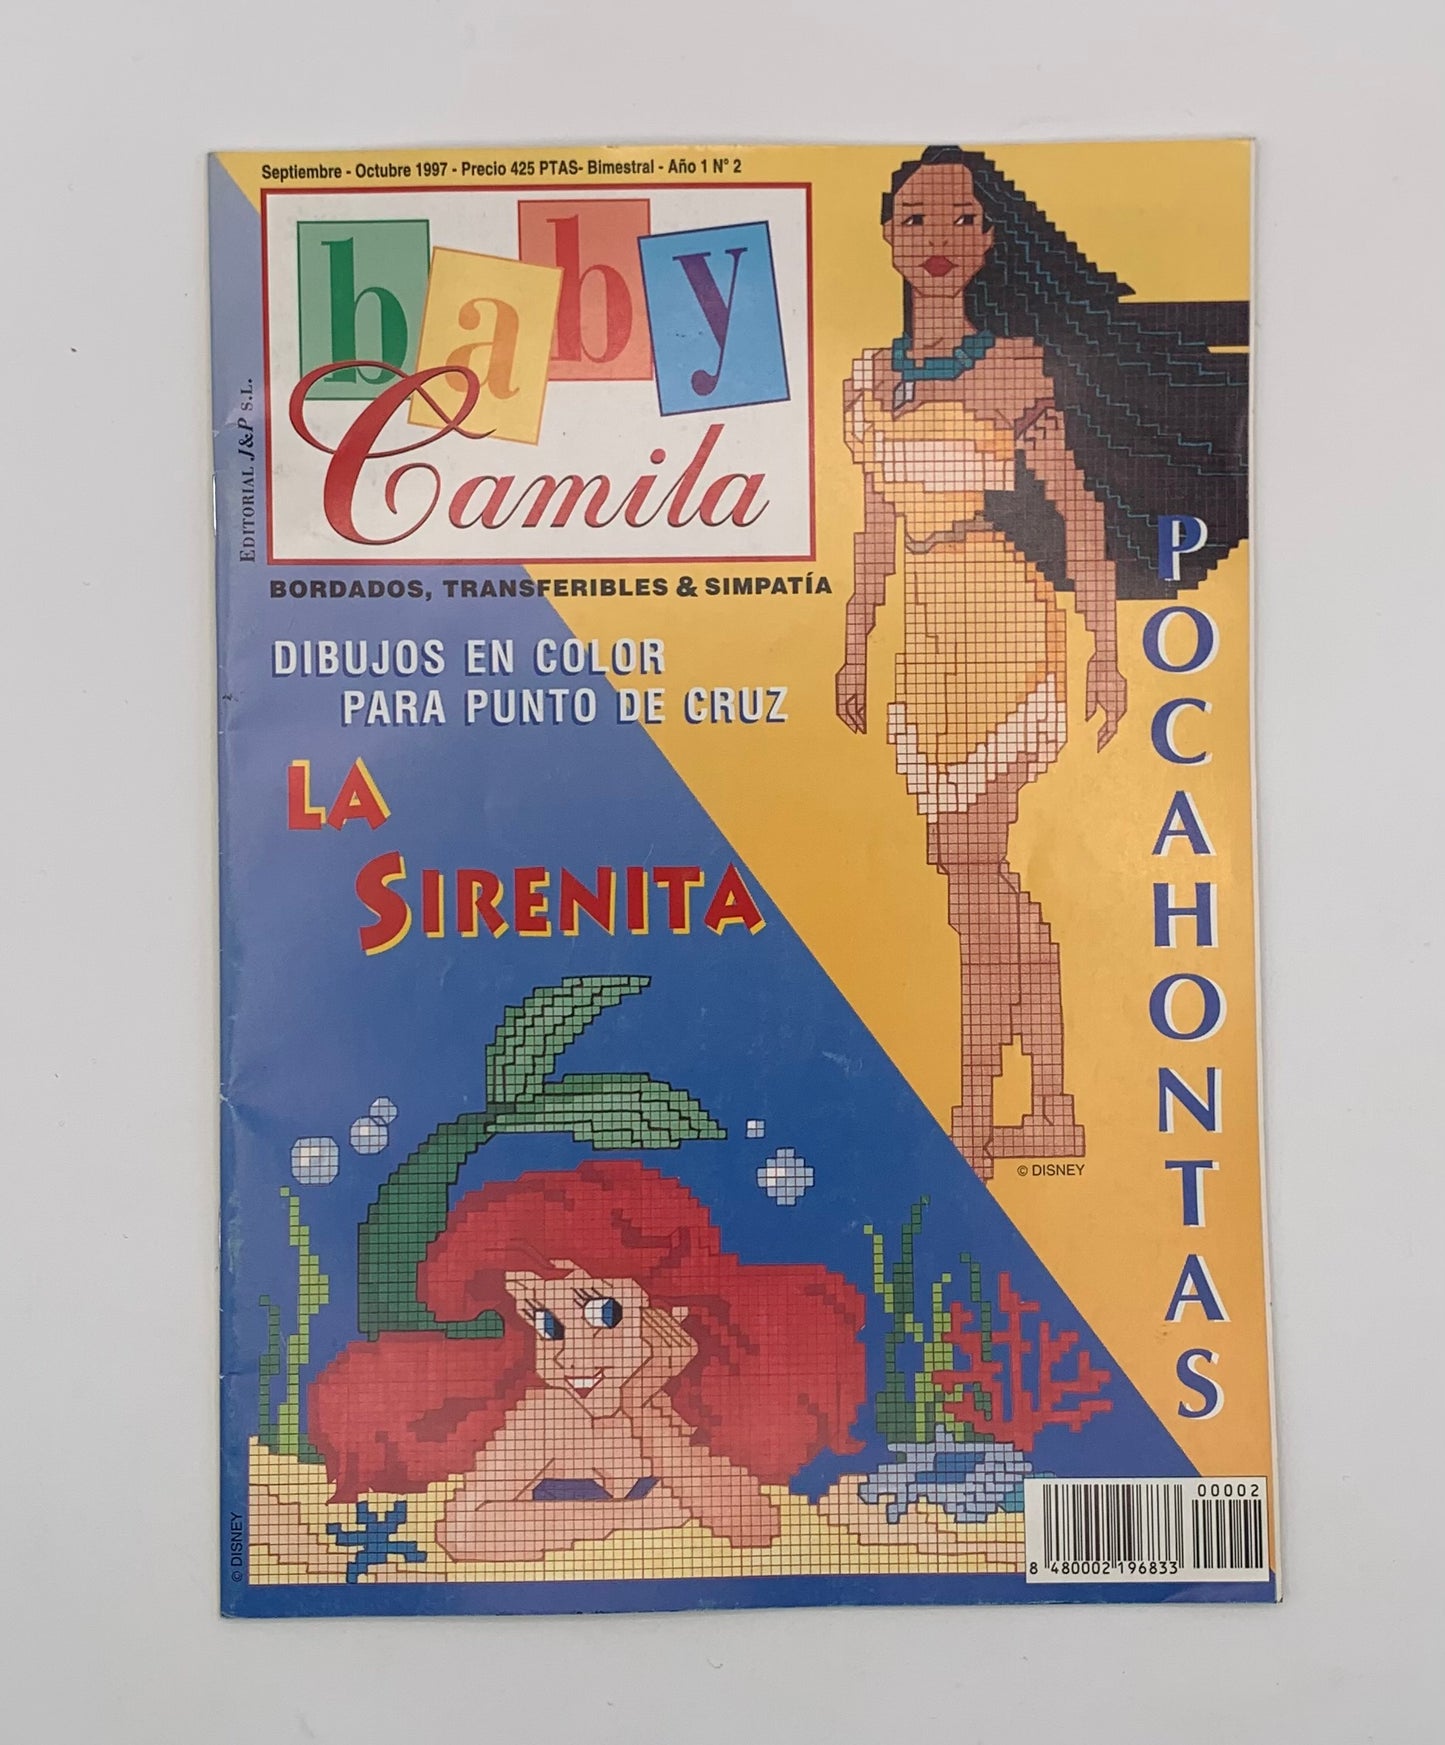 Septiembre - Octubre 1997 - Precio 425 PTAS- Bimestral - Año 1 N° 2
baby
Camila
EDITORIAL J&P S.L.
BORDADOS, TRANSFERIBLES & SIMPATÍA
DIBUJOS EN COLOR
PARA PUNTO DE CRUZ
LA
SIRENITA
POCAHONTAS
© DISNEY
© DISNEY
00002
8 480002 196833